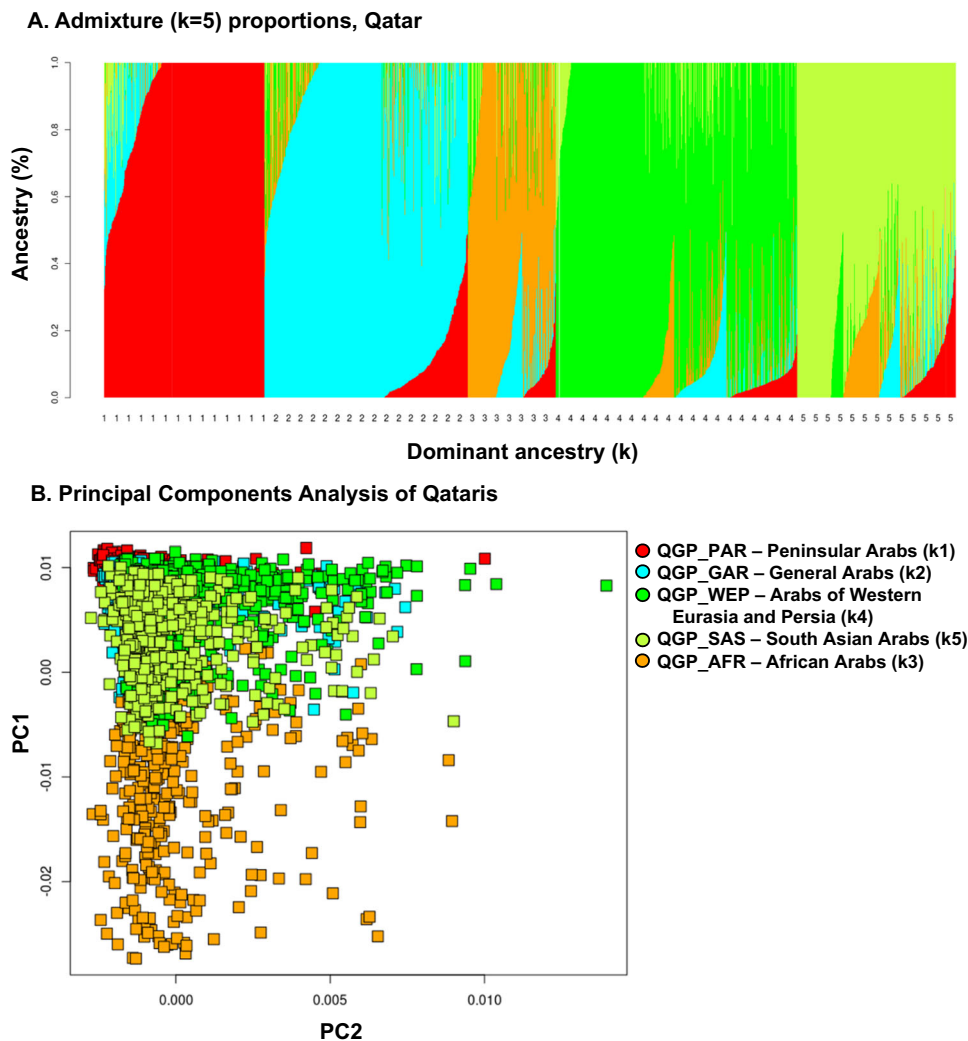 A. Admixture (k=5) proportions, Qatar
1.0
0.8
0.6
0.4
0.2
0.0
Ancestry (%)
1 1 1 1 1 1 1 1 1 1 1 1 1 1 2 2 2 2 2 2 2 2 2 2 2 2 2 2 2 2 3 3 3 3 3 3 3 4 4 4 4 4 4 4 4 4 4 4 4 4 4 4 4 4 4 4 4 5 5 5 5 5 5 5 5 5 5 5 5 5
Dominant ancestry (k)
B. Principal Components Analysis of Qataris
0.01
0.00
-0.01
-0.02
PC1
0.000 0.005 0.010
PC2
QGP_PAR – Peninsular Arabs (k1)
QGP_GAR – General Arabs (k2)
QGP_WEP – Arabs of Western
Eurasia and Persia (k4)
QGP_SAS – South Asian Arabs (k5)
QGP_AFR – African Arabs (k3)